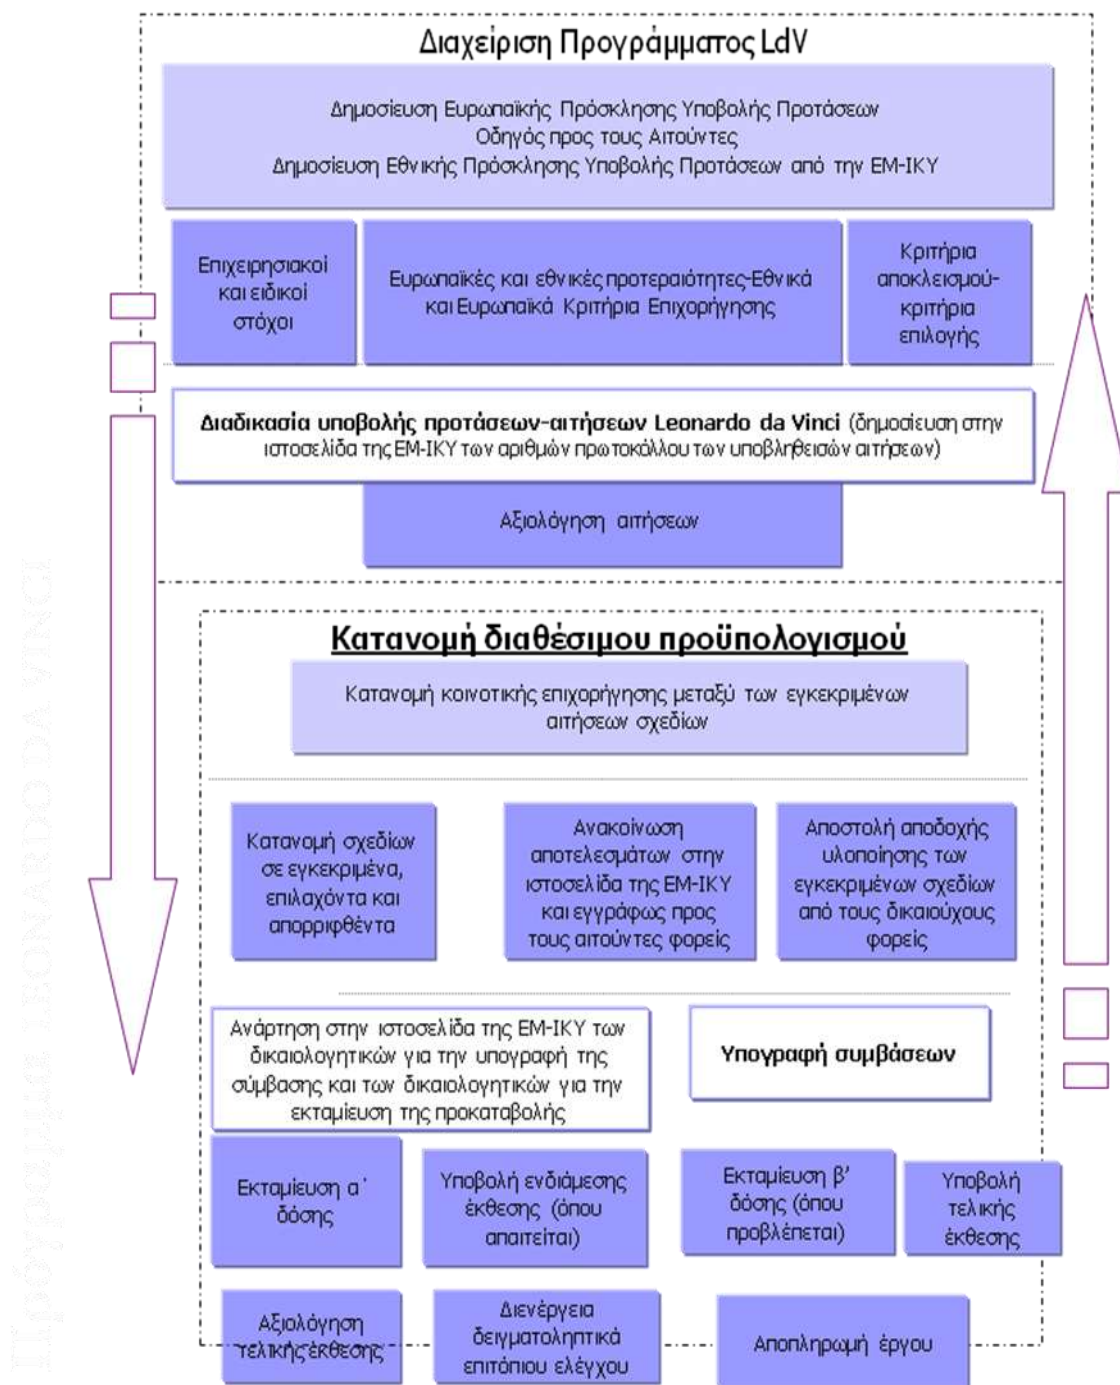 Διαχείριση Προγράμματος LdV
Δημοσίευση Ευρωπαϊκής Πρόσκλησης Υποβολής Προτάσεων
Οδηγός προς τους Αιτούντες
Δημοσίευση Εθνικής Πρόσκλησης Υποβολής Προτάσεων από την ΕΜ-ΙΚΥ
Επιχειρησιακοί
και ειδικοί
στόχοι
Ευρωπαϊκές και εθνικές προτεραιότητες-Εθνικά
και Ευρωπαϊκά Κριτήρια Επιχορήγησης
Κριτήρια
αποκλεισμού-
κριτήρια
επιλογής
Διαδικασία υποβολής προτάσεων-αιτήσεων Leonardo da Vinci (δημοσίευση στην
ιστοσελίδα της ΕΜ-ΙΚΥ των αριθμών πρωτοκόλλου των υποβληθεισών αιτήσεων)
Αξιολόγηση αιτήσεων
Κατανομή διαθέσιμου προϋπολογισμού
Κατανομή κοινοτικής επιχορήγησης μεταξύ των εγκεκριμένων
αιτήσεων σχεδίων
Κατανομή σχεδίων
σε εγκεκριμένα,
επιλαχόντα και
απορριφθέντα
Ανακοίνωση
αποτελεσμάτων στην
ιστοσελίδα της ΕΜ-ΙΚΥ
και εγγράφως προς
τους αιτούντες φορείς
Αποστολή αποδοχής
υλοποίησης των
εγκεκριμένων σχεδίων
από τους δικαιούχους
φορείς
Ανάρτηση στην ιστοσελίδα της ΕΜ-ΙΚΥ των
δικαιολογητικών για την υπογραφή της
σύμβασης και των δικαιολογητικών για την
εκταμίευση της προκαταβολής
Υπογραφή συμβάσεων
Εκταμίευση α΄
δόσης
Υποβολή ενδιάμεσης
έκθεσης (όπου
απαιτείται)
Εκταμίευση β’
δόσης (όπου
προβλέπεται)
Υποβολή
τελικής
έκθεσης
Αξιολόγηση
τελικής έκθεσης
Διενέργεια
δειγματοληπτικά
επιτόπιου ελέγχου
Αποπληρωμή έργου
Πρόγραμμα LEONARDO DA VINCI